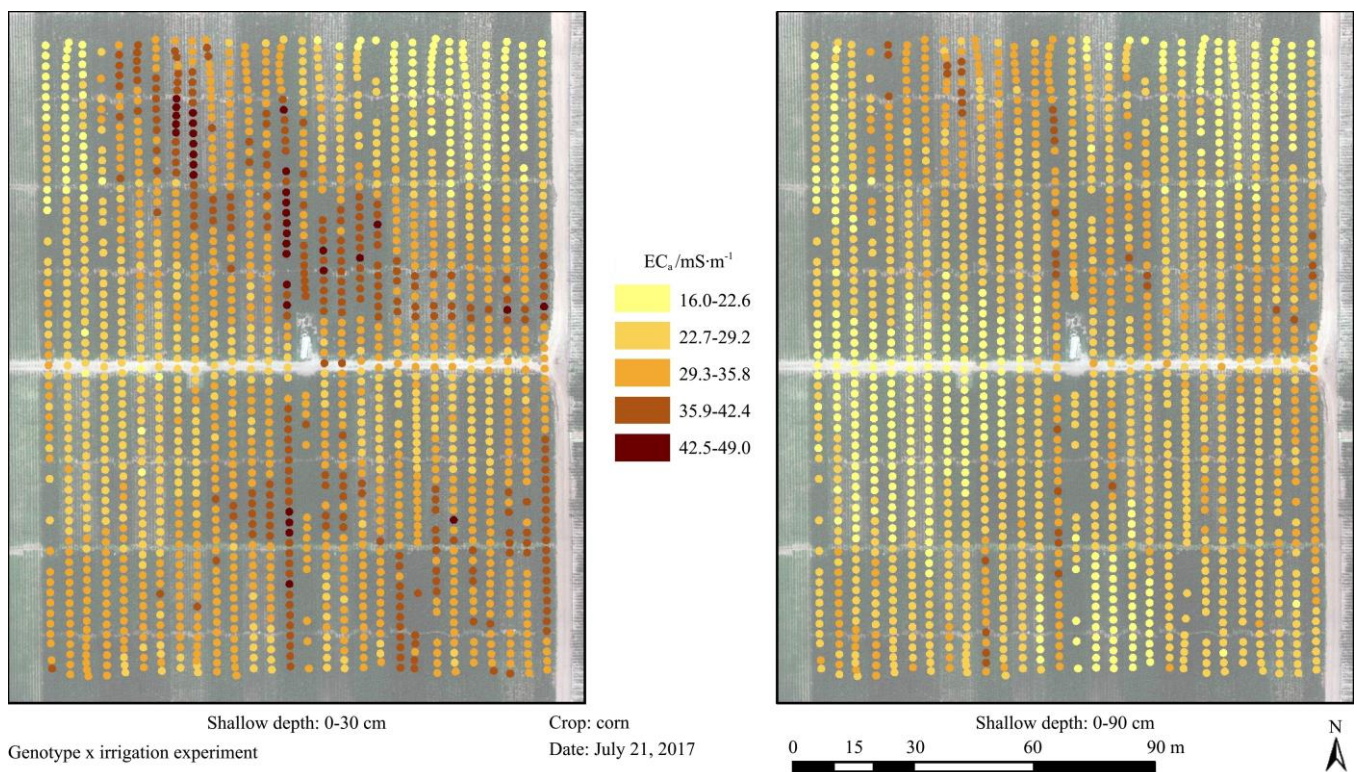 ECa /mS·m-1
16.0-22.6
22.7-29.2
29.3-35.8
35.9-42.4
42.5-49.0
Shallow depth: 0-30 cm
Crop: corn
Shallow depth: 0-90 cm
Genotype x irrigation experiment
Date: July 21, 2017
0 15 30 60 90 m
N